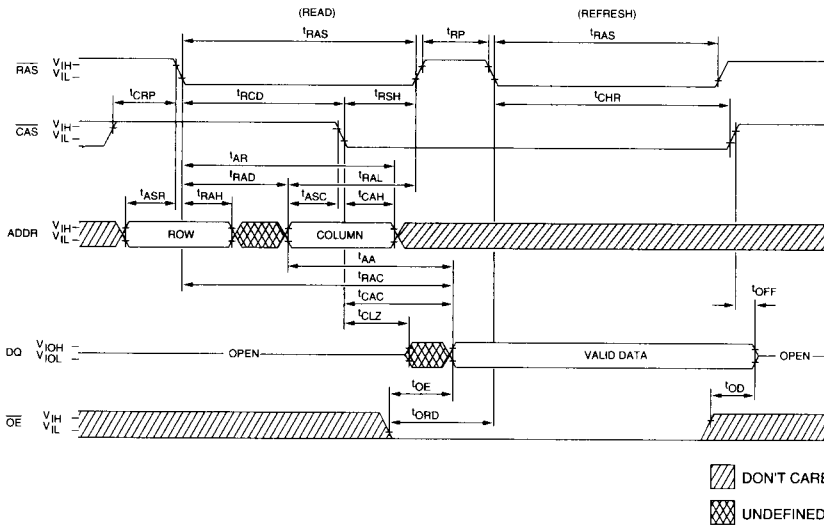 (READ) (REFRESH)
tRAS tRP tRAS
RAS VIH VIL
tCRP tRCD tRSH tCHR
CAS VIH VIL
tAR
tRAD tRAL
tASR tRAH tASC tCAH
ADDR VIH VIL ROW COLUMN
tAA
tRAC
tCAC
tOFF
tCLZ
DQ VIOH VIOL OPEN VALID DATA OPEN
tOE tOD
tORD
OE VIH VIL
DON'T CARE
UNDEFINED